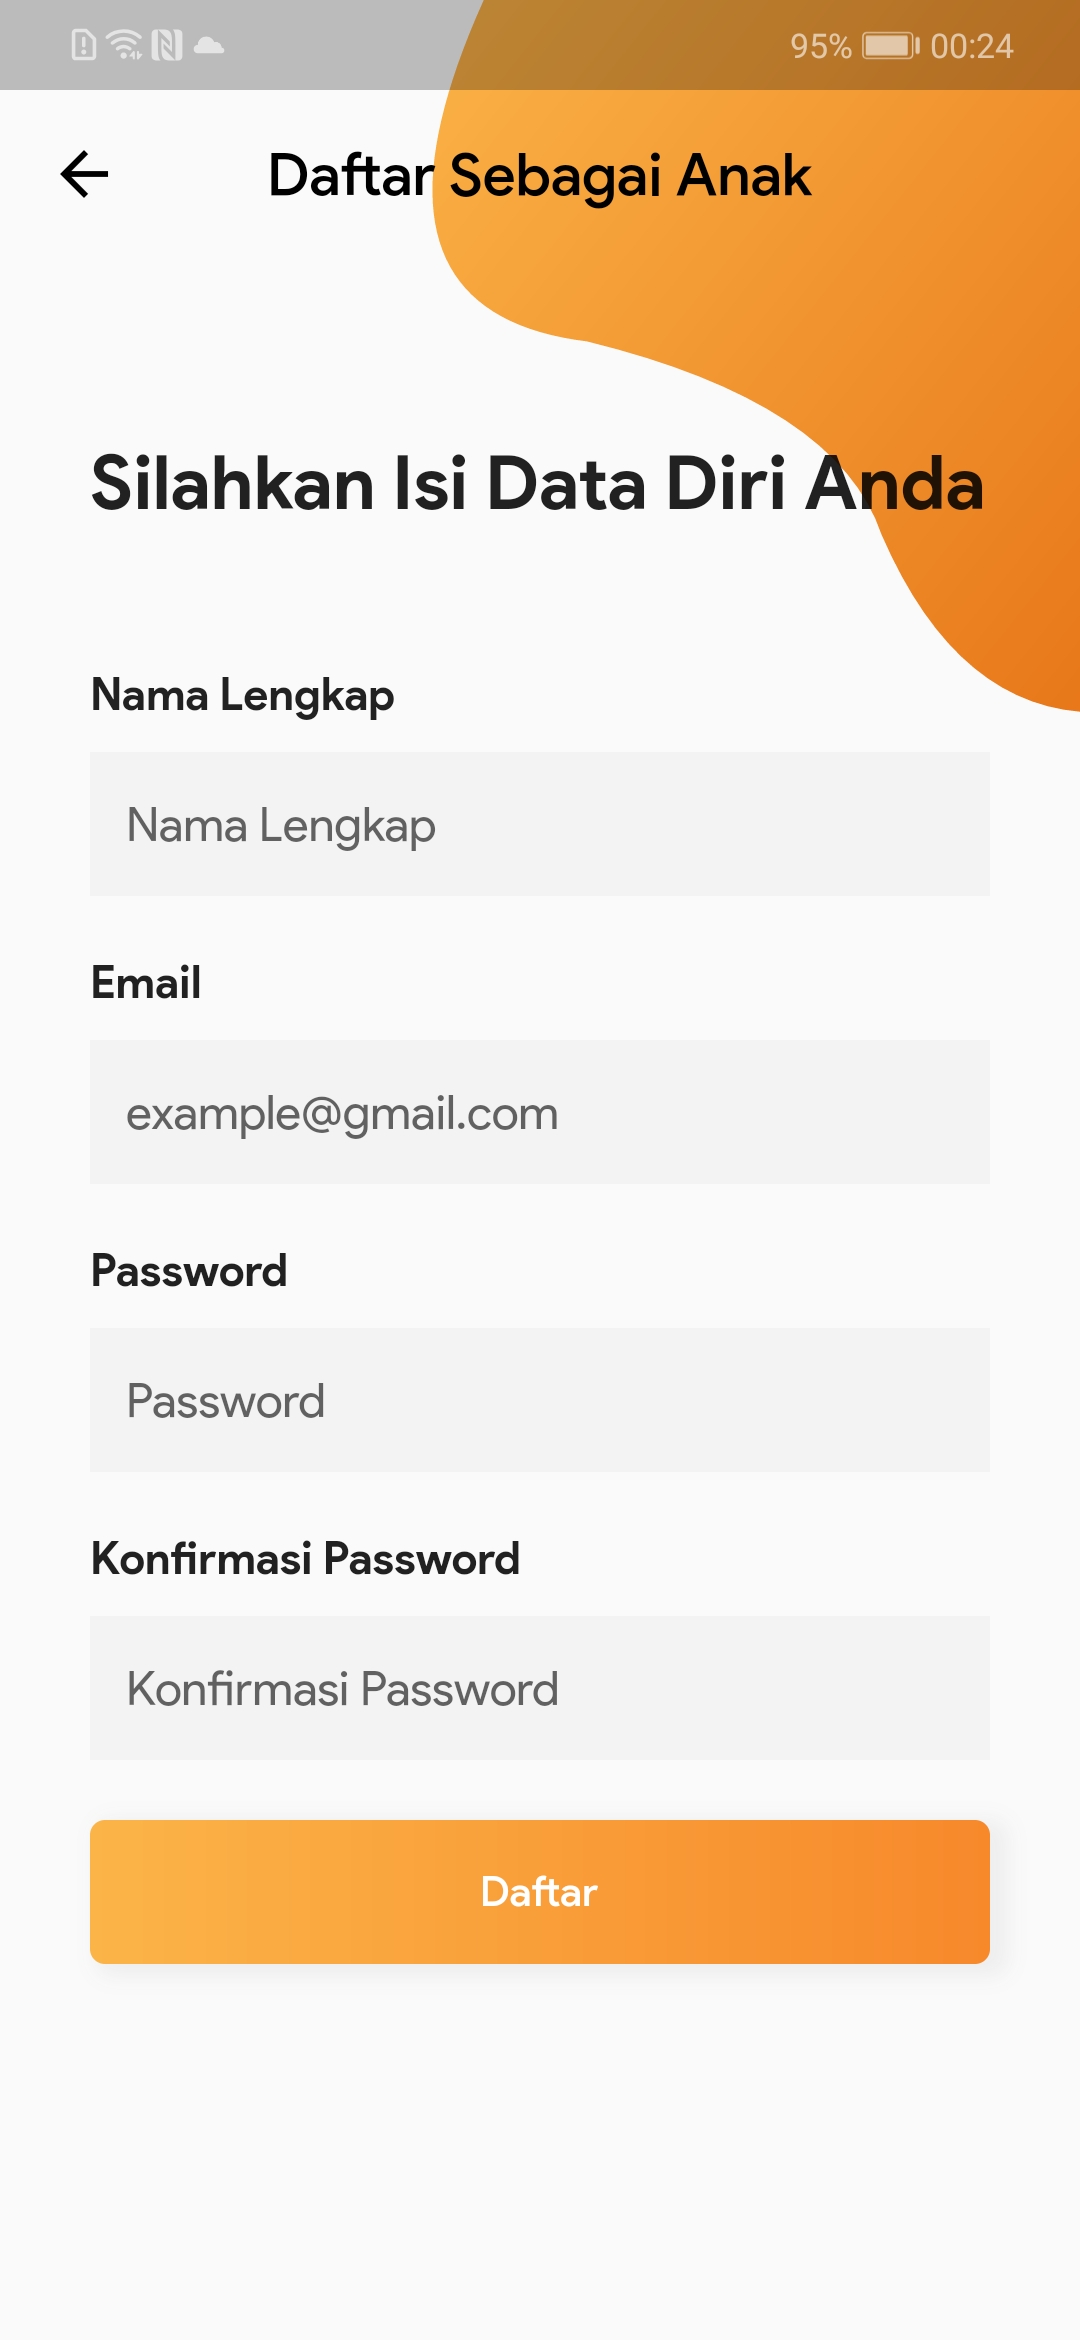 95% 00:24
Daftar Sebagai Anak
Silahkan Isi Data Diri Anda
Nama Lengkap
Nama Lengkap
Email
example@gmail.com
Password
Password
Konfirmasi Password
Konfirmasi Password
Daftar